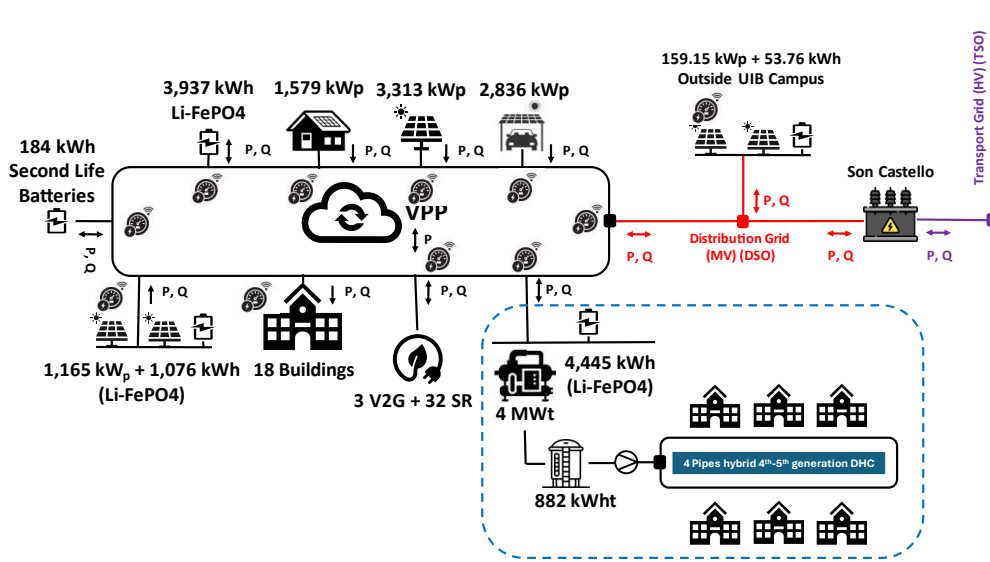 159.15 kWp + 53.76 kWh
Outside UIB Campus
Transport Grid (HV) (TSO)
3,937 kWh
Li-FePO4
1,579 kWp
3,313 kWp
2,836 kWp
184 kWh
Second Life
Batteries
P, Q
P, Q
P, Q
P, Q
Son Castello
P, Q
VPP
P
P, Q
P, Q
Distribution Grid
(MV) (DSO)
P, Q
P, Q
P, Q
P, Q
P, Q
P, Q
P, Q
1,165 kWp + 1,076 kWh
(Li-FePO4)
18 Buildings
3 V2G + 32 SR
4,445 kWh
(Li-FePO4)
4 MWt
882 kWht
4 Pipes hybrid 4th-5th generation DHC